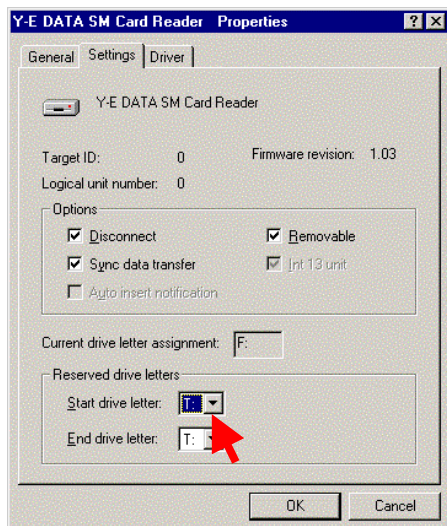 Y-E DATA SM Card Reader   Properties
General Settings Driver
Y-E DATA SM Card Reader
Target ID: 0 Firmware revision: 1.03
Logical unit number: 0
Options
Disconnect Removable
Sync data transfer Int 13 unit
Auto insert notification
Current drive letter assignment: F:
Reserved drive letters
Start drive letter: T:
End drive letter: T:
OK Cancel